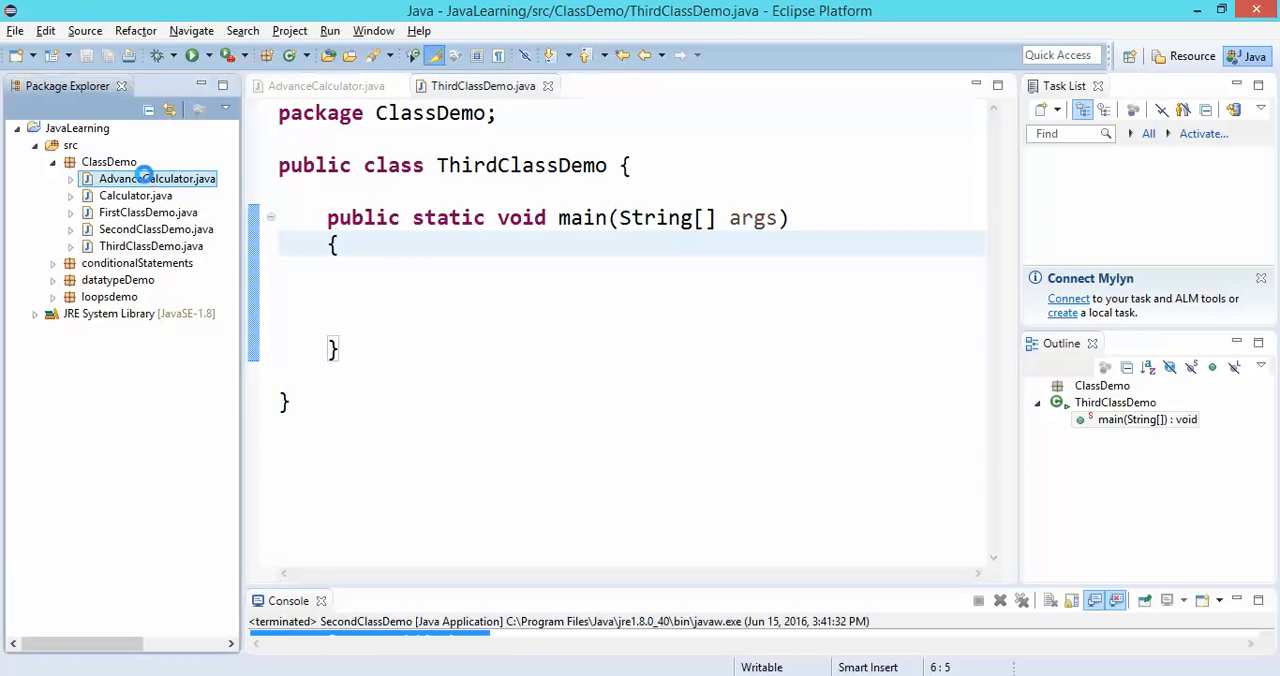 Java - JavaLearning/src/ClassDemo/ThirdClassDemo.java - Eclipse Platform
File Edit Source Refactor Navigate Search Project Run Window Help
Quick Access Resource Java
Package Explorer
JavaLearning
src
ClassDemo
AdvanceCalculator.java
Calculator.java
FirstClassDemo.java
SecondClassDemo.java
ThirdClassDemo.java
conditionalStatements
datatypeDemo
loopsdemo
JRE System Library [JavaSE-1.8]
AdvanceCalculator.java ThirdClassDemo.java
package ClassDemo;
public class ThirdClassDemo {
public static void main(String[] args)
{
}
}
Task List
Find All Activate...
Connect Mylyn
Connect to your task and ALM tools or
create a local task.
Outline
ClassDemo
ThirdClassDemo
main(String[]) : void
Console
<terminated> SecondClassDemo [Java Application] C:\Program Files\Java\jre1.8.0_40\bin\javaw.exe (Jun 15, 2016, 3:41:32 PM)
Writable Smart Insert 6 : 5